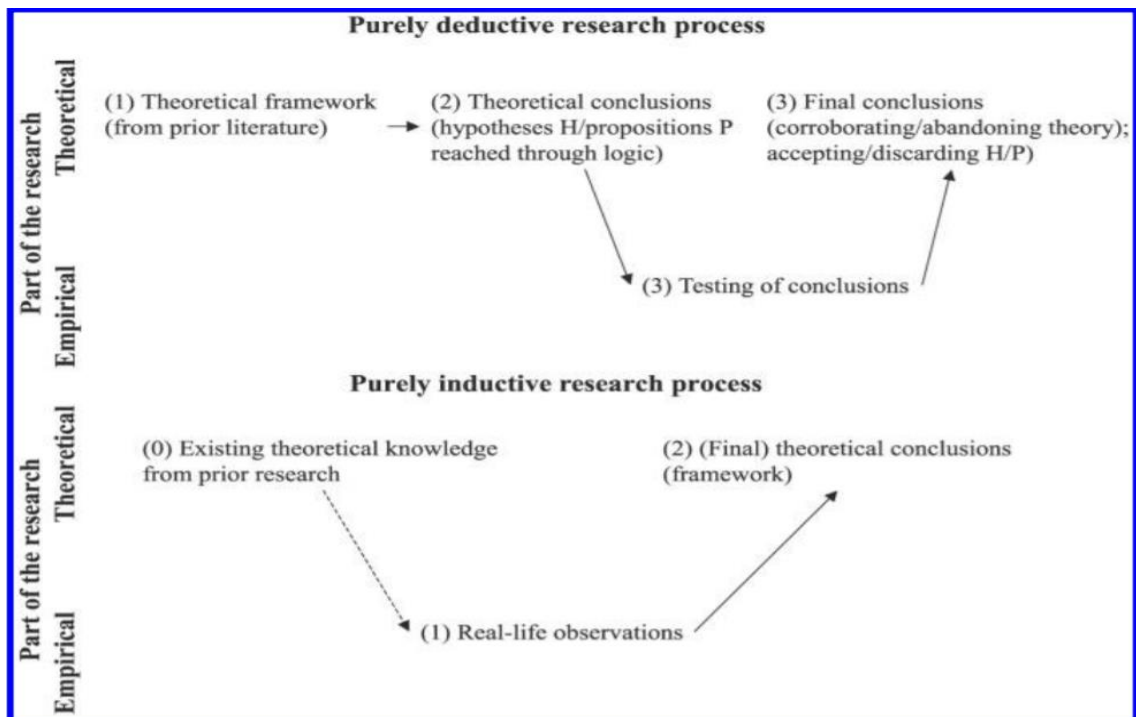 Purely deductive research process
Part of the research
Theoretical
Empirical
(1) Theoretical framework
(from prior literature)
(2) Theoretical conclusions
(hypotheses H/propositions P
reached through logic)
(3) Final conclusions
(corroborating/abandoning theory);
accepting/discarding H/P)
(3) Testing of conclusions
Purely inductive research process
Part of the research
Theoretical
Empirical
(0) Existing theoretical knowledge
from prior research
(2) (Final) theoretical conclusions
(framework)
(1) Real-life observations